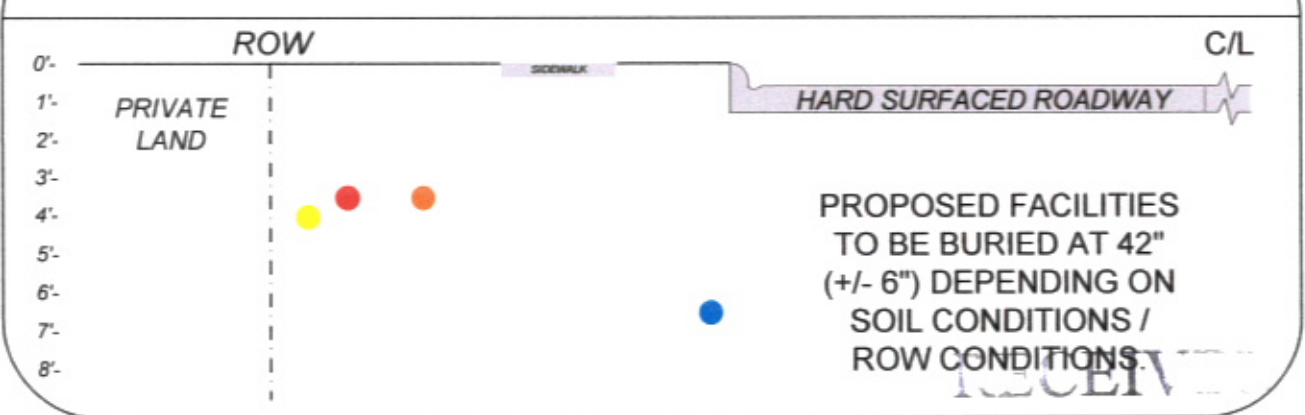 ROW
C/L
0'-
SIDEWALK
1'-
PRIVATE
LAND
HARD SURFACED ROADWAY
2'-
3'-
4'-
5'-
6'-
7'-
8'-
PROPOSED FACILITIES
TO BE BURIED AT 42"
(+/- 6") DEPENDING ON
SOIL CONDITIONS /
ROW CONDITIONS.